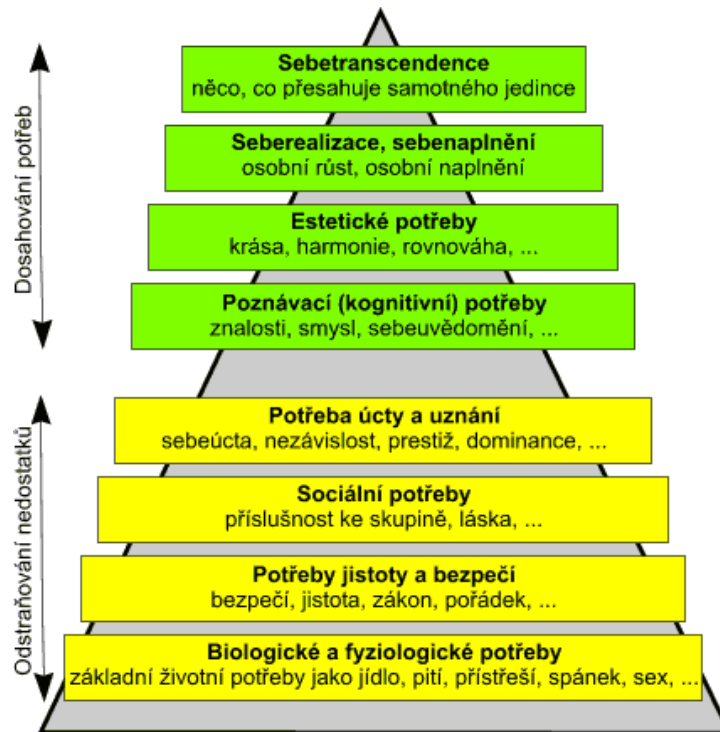 Dosahování potřeb
Sebetranscendence
něco, co přesahuje samotného jedince
Seberealizace, sebenaplnění
osobní růst, osobní naplnění
Estetické potřeby
krása, harmonie, rovnováha, ...
Poznávací (kognitivní) potřeby
znalosti, smysl, sebeuvědomění, ...
Odstraňování nedostatků
Potřeba úcty a uznání
sebeúcta, nezávislost, prestiž, dominance, ...
Sociální potřeby
příslušnost ke skupině, láska, ...
Potřeby jistoty a bezpečí
bezpečí, jistota, zákon, pořádek, ...
Biologické a fyziologické potřeby
základní životní potřeby jako jídlo, pití, přístřeší, spánek, sex, ...